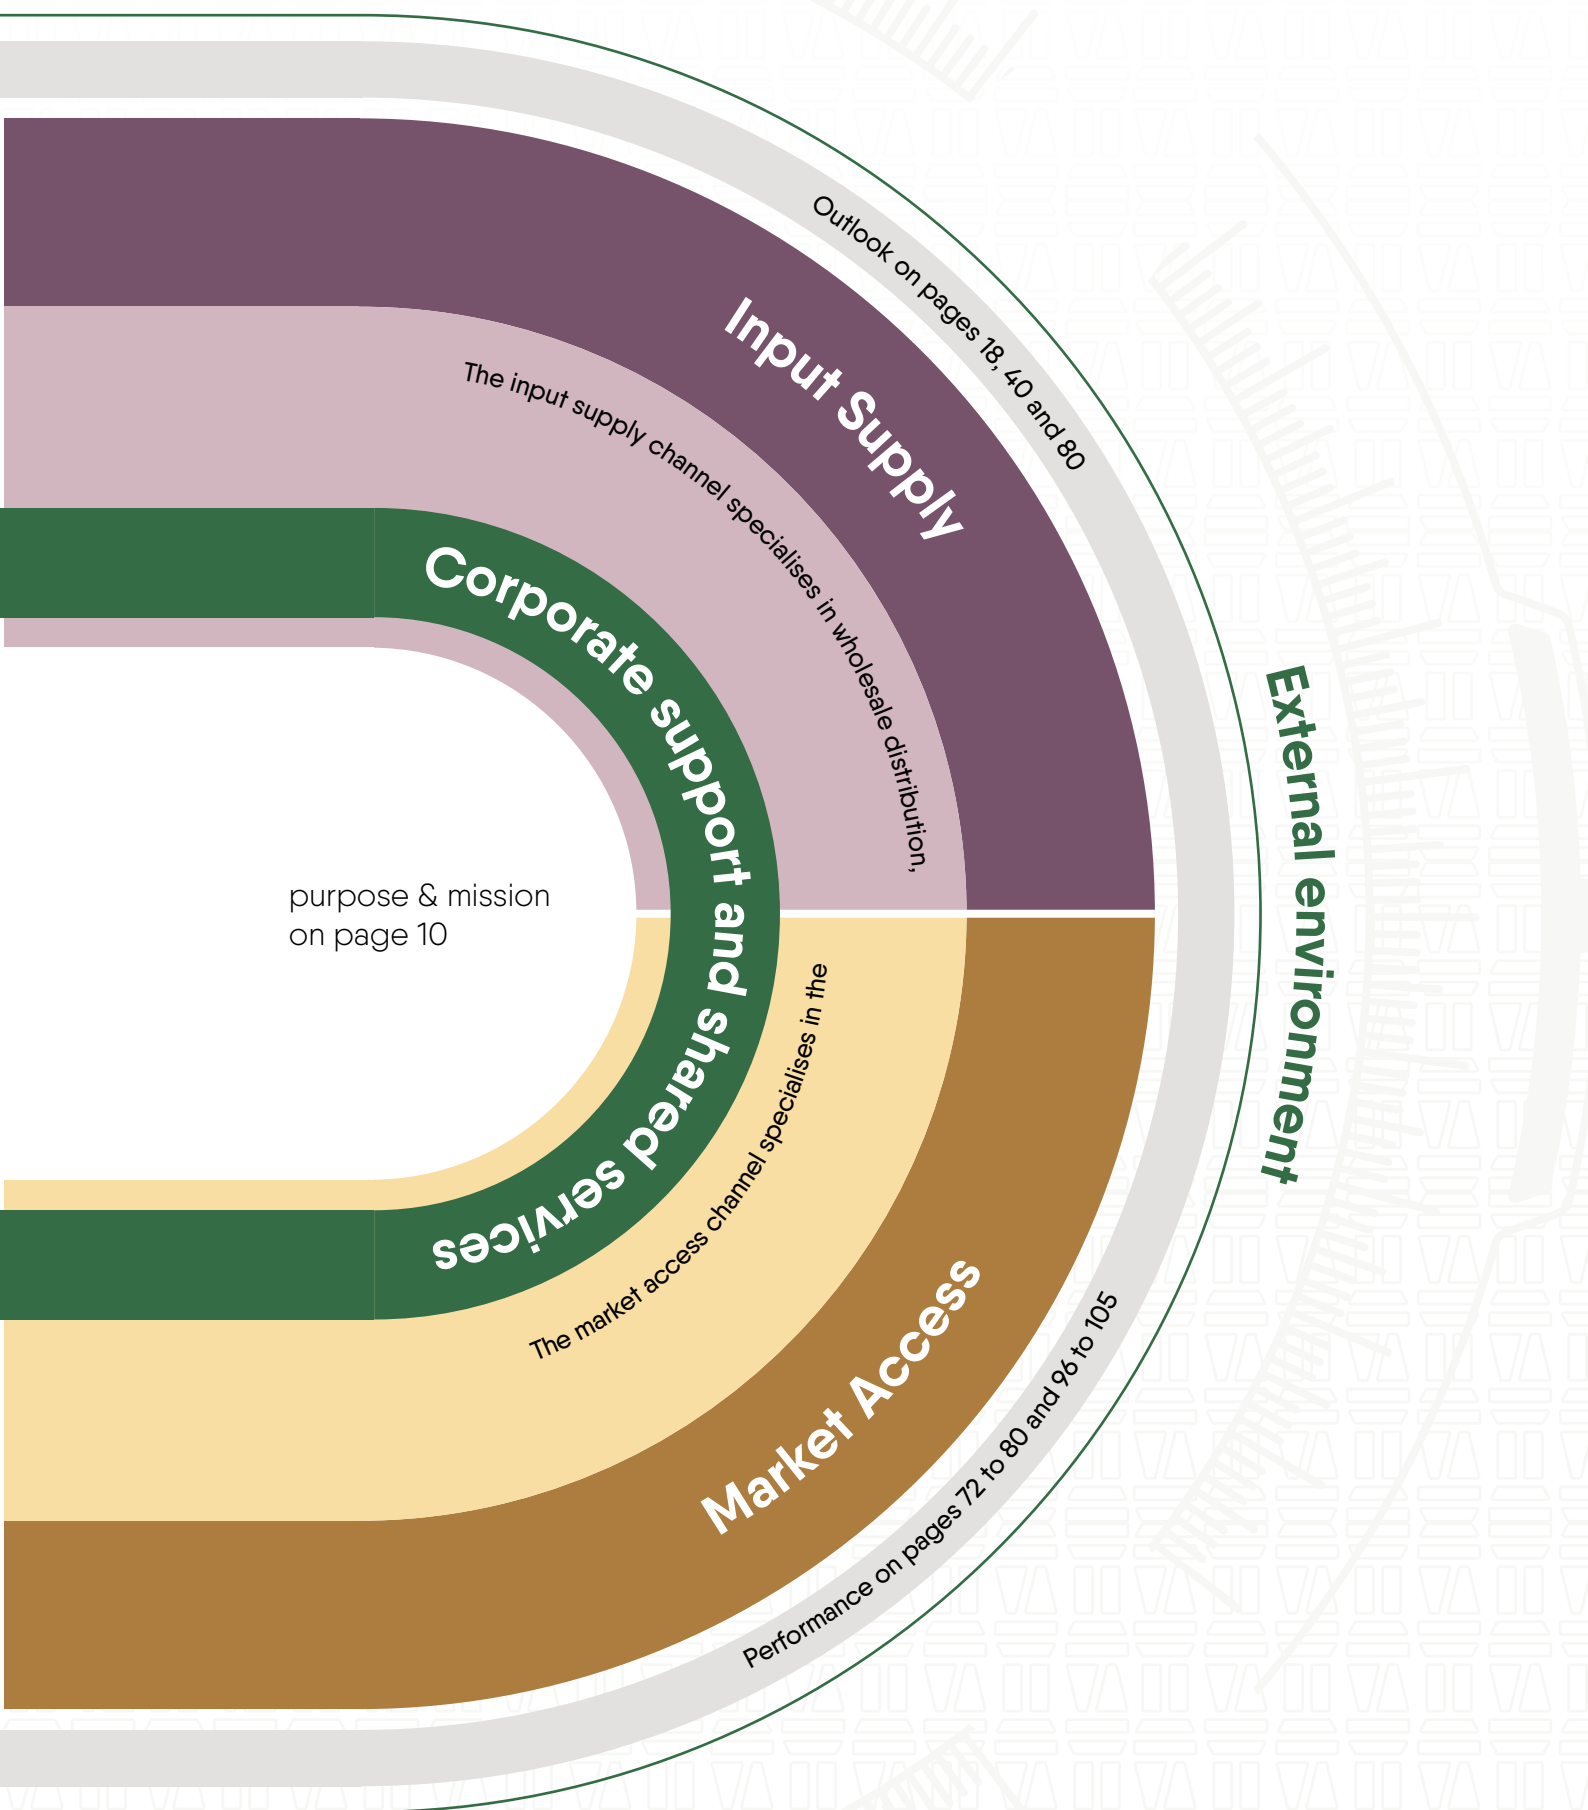 Outlook on pages 18, 40 and 80
Input Supply
The input supply channel specialises in wholesale distribution,
Corporate support and shared services
External environment
purpose & mission
on page 10
The market access channel specialises in the
Market Access
Performance on pages 72 to 80 and 96 to 105